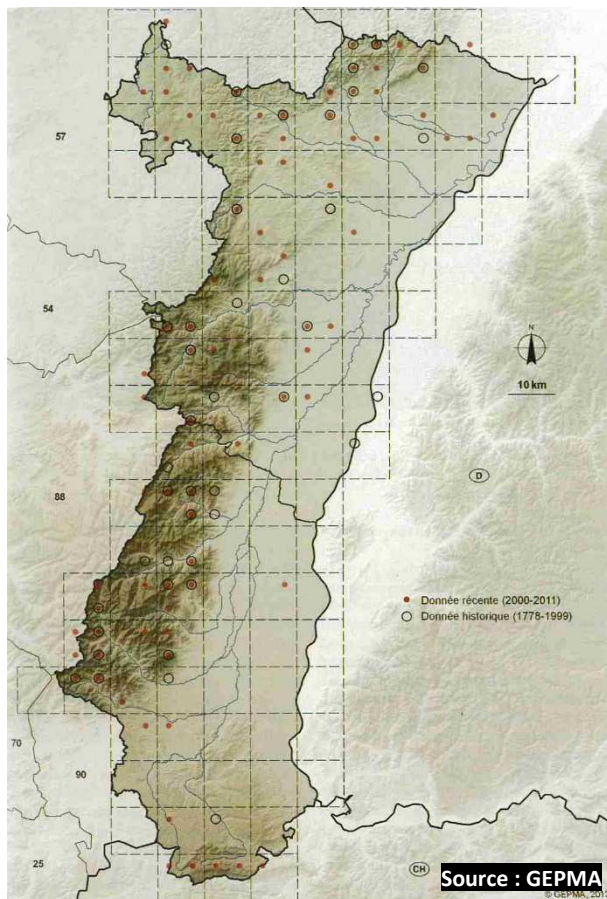 57
54
N
10 km
D
88
Donnée récente (2000-2011)
Donnée historique (1778-1999)
70
90
25
CH
Source : GEPMA